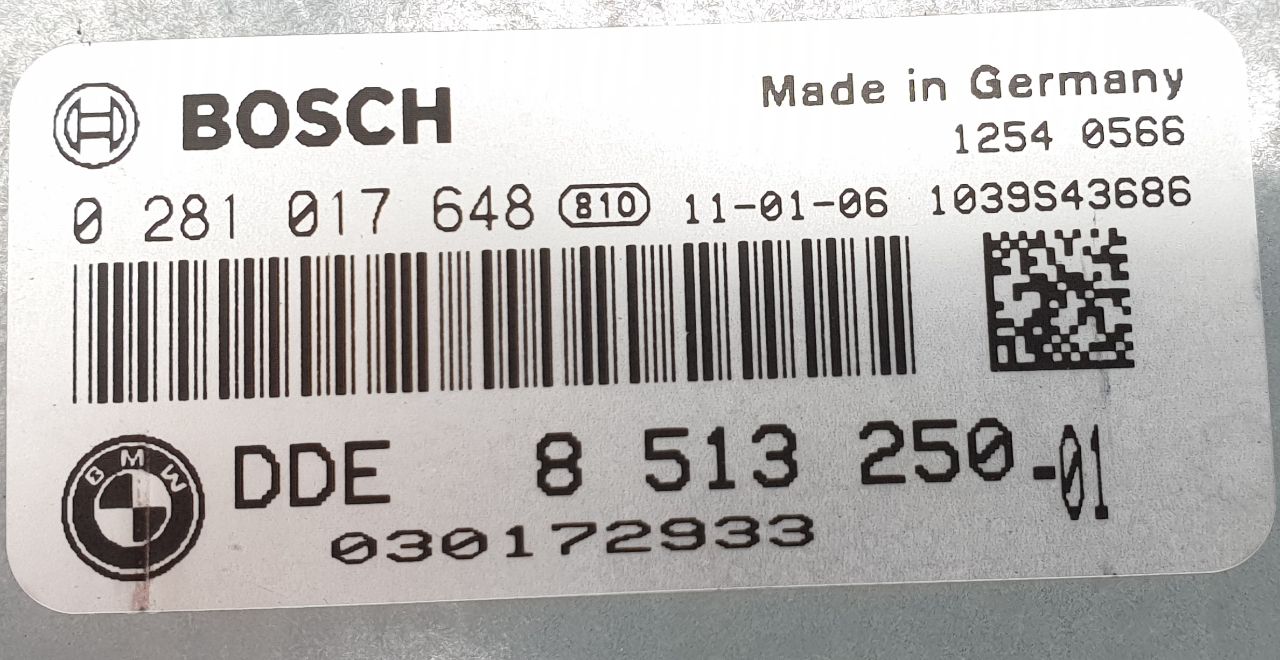 BOSCH
Made in Germany
1254 0566
0 281 017 648 810 11-01-06 1039S43686
BMW
DDE 8 513 250-01
030172933